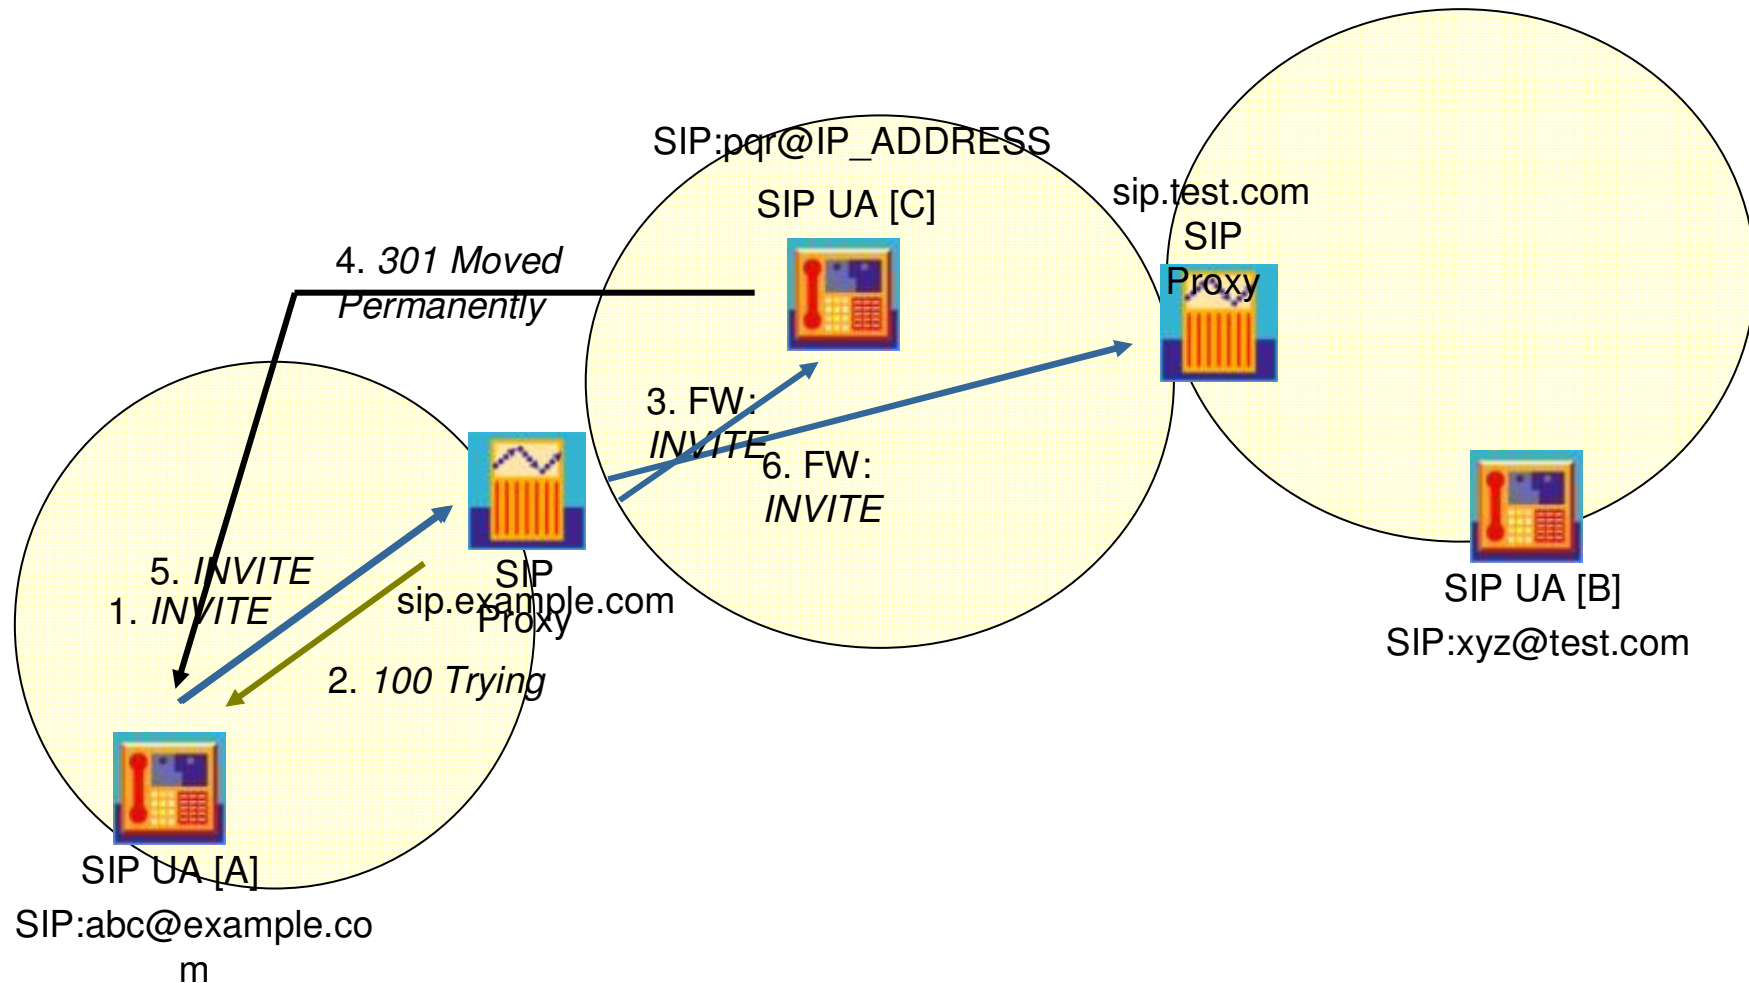 SIP:pqr@IP_ADDRESS
SIP UA [C]
sip.test.com
SIP
Proxy
4. 301 Moved
Permanently
3. FW:
INVITE
6. FW:
INVITE
5. INVITE
1. INVITE
SIP
Proxy
sip.example.com
2. 100 Trying
SIP UA [B]
SIP:xyz@test.com
SIP UA [A]
SIP:abc@example.co
m